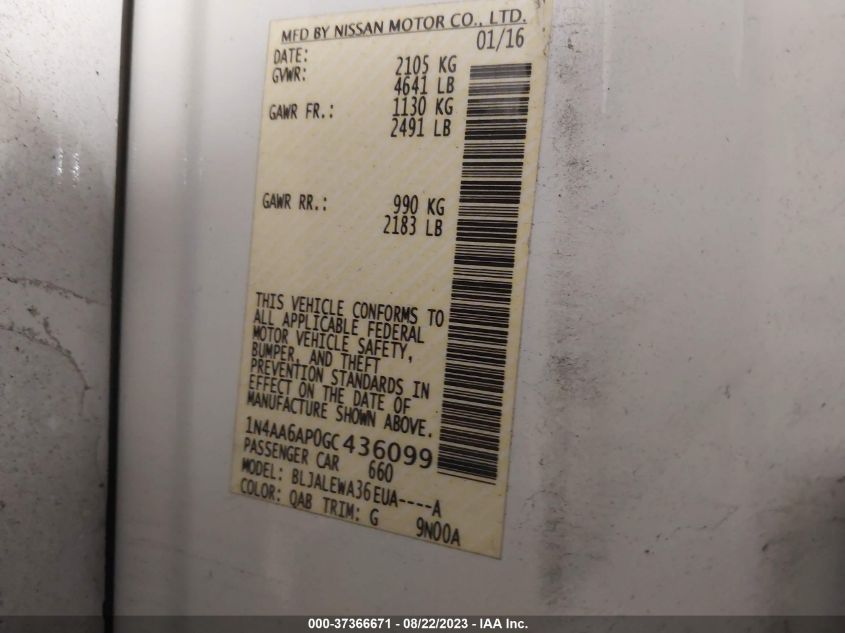 MFD BY NISSAN MOTOR CO., LTD.
DATE: 01/16
GVWR: 2105 KG
4641 LB
GAWR FR.: 1130 KG
2491 LB
GAWR RR.: 990 KG
2183 LB
THIS VEHICLE CONFORMS TO
ALL APPLICABLE FEDERAL
MOTOR VEHICLE SAFETY,
BUMPER, AND THEFT
PREVENTION STANDARDS IN
EFFECT ON THE DATE OF
MANUFACTURE SHOWN ABOVE.
1N4AA6AP0GC436099
PASSENGER CAR 660
MODEL: BLJALEWA36EUA----A
COLOR: QAB TRIM: G 9N00A
000-37366671 - 08/22/2023 - IAA Inc.